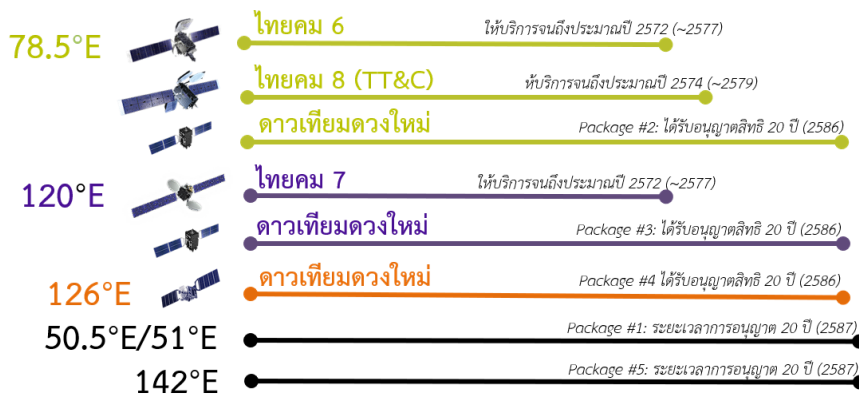 78.5°E
ไทยคม 6
ให้บริการจนถึงประมาณปี 2572 (~2577)
ไทยคม 8 (TT&C)
ห้บริการจนถึงประมาณปี 2574 (~2579)
ดาวเทียมดวงใหม่
Package #2: ได้รับอนุญาตสิทธิ 20 ปี (2586)
120°E
ไทยคม 7
ให้บริการจนถึงประมาณปี 2572 (~2577)
ดาวเทียมดวงใหม่
Package #3: ได้รับอนุญาตสิทธิ 20 ปี (2586)
126°E
ดาวเทียมดวงใหม่
Package #4 ได้รับอนุญาตสิทธิ 20 ปี (2586)
50.5°E/51°E
Package #1: ระยะเวลาการอนุญาต 20 ปี (2587)
142°E
Package #5: ระยะเวลาการอนุญาต 20 ปี (2587)